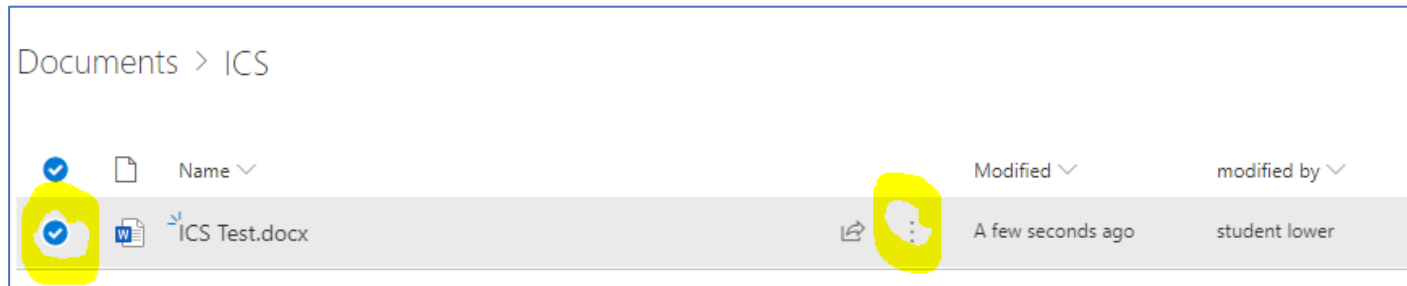 Documents > ICS
Name Modified modified by
ICS Test.docx A few seconds ago student lower